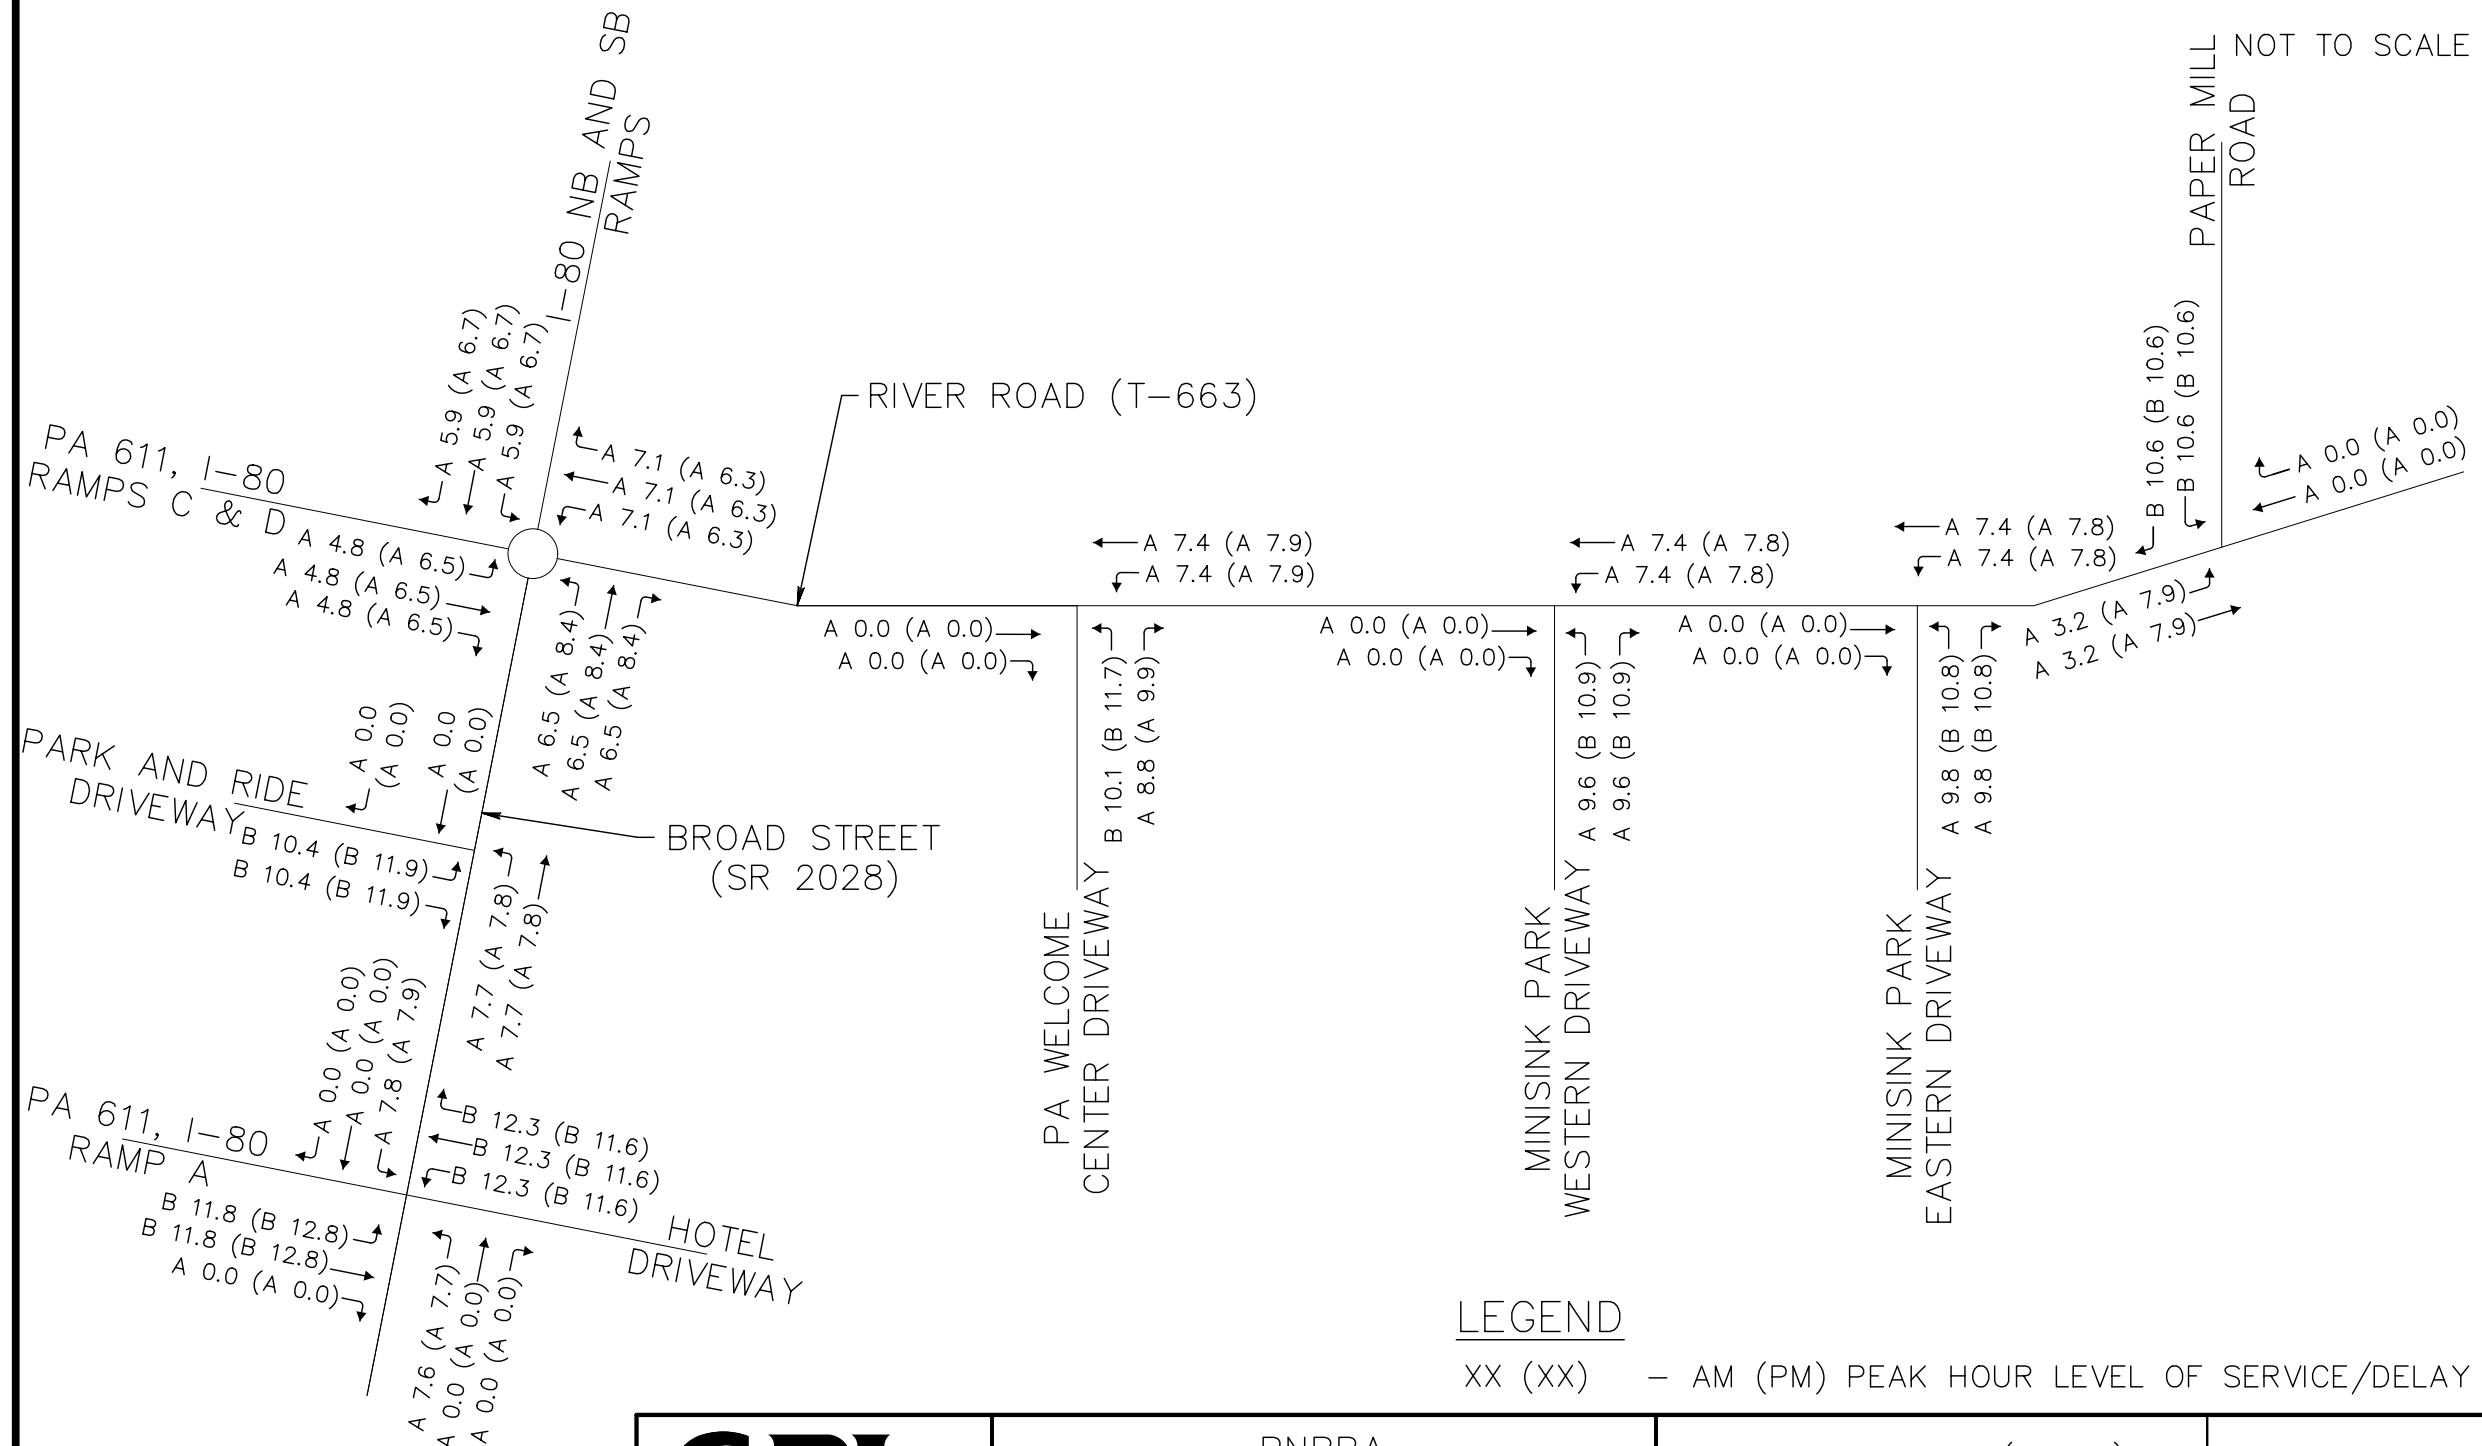 NOT TO SCALE
I-80 NB AND SB
RAMPS
PAPER MILL
ROAD
A 5.9 (A 6.7)
A 5.9 (A 6.7)
A 5.9 (A 6.7)
PA 611, I-80
RAMPS C & D
A 7.1 (A 6.3)
A 7.1 (A 6.3)
A 7.1 (A 6.3)
A 4.8 (A 6.5)
A 4.8 (A 6.5)
A 4.8 (A 6.5)
A 6.5 (A 8.4)
A 6.5 (A 8.4)
A 6.5 (A 8.4)
RIVER ROAD (T-663)
A 7.4 (A 7.9)
A 7.4 (A 7.9)
A 0.0 (A 0.0)
A 0.0 (A 0.0)
B 10.1 (B 11.7)
A 8.8 (A 9.9)
PA WELCOME
CENTER DRIVEWAY
A 7.4 (A 7.8)
A 7.4 (A 7.8)
A 0.0 (A 0.0)
A 0.0 (A 0.0)
A 9.6 (B 10.9)
A 9.6 (B 10.9)
MINISINK PARK
WESTERN DRIVEWAY
A 7.4 (A 7.8)
A 7.4 (A 7.8)
A 0.0 (A 0.0)
A 0.0 (A 0.0)
A 9.8 (B 10.8)
A 9.8 (B 10.8)
MINISINK PARK
EASTERN DRIVEWAY
B 10.6 (B 10.6)
B 10.6 (B 10.6)
A 0.0 (A 0.0)
A 0.0 (A 0.0)
A 3.2 (A 7.9)
A 3.2 (A 7.9)
PARK AND RIDE
DRIVEWAY
A 0.0
(A 0.0)
A 0.0
(A 0.0)
B 10.4 (B 11.9)
B 10.4 (B 11.9)
A 7.7 (A 7.8)
A 7.7 (A 7.8)
BROAD STREET
(SR 2028)
PA 611, I-80
RAMP A
A 0.0 (A 0.0)
A 0.0 (A 0.0)
A 7.8 (A 7.9)
B 12.3 (B 11.6)
B 12.3 (B 11.6)
B 12.3 (B 11.6)
B 11.8 (B 12.8)
B 11.8 (B 12.8)
A 0.0 (A 0.0)
A 7.6 (A 7.7)
A 0.0 (A 0.0)
A 0.0 (A 0.0)
HOTEL
DRIVEWAY
LEGEND
XX (XX) – AM (PM) PEAK HOUR LEVEL OF SERVICE/DELAY